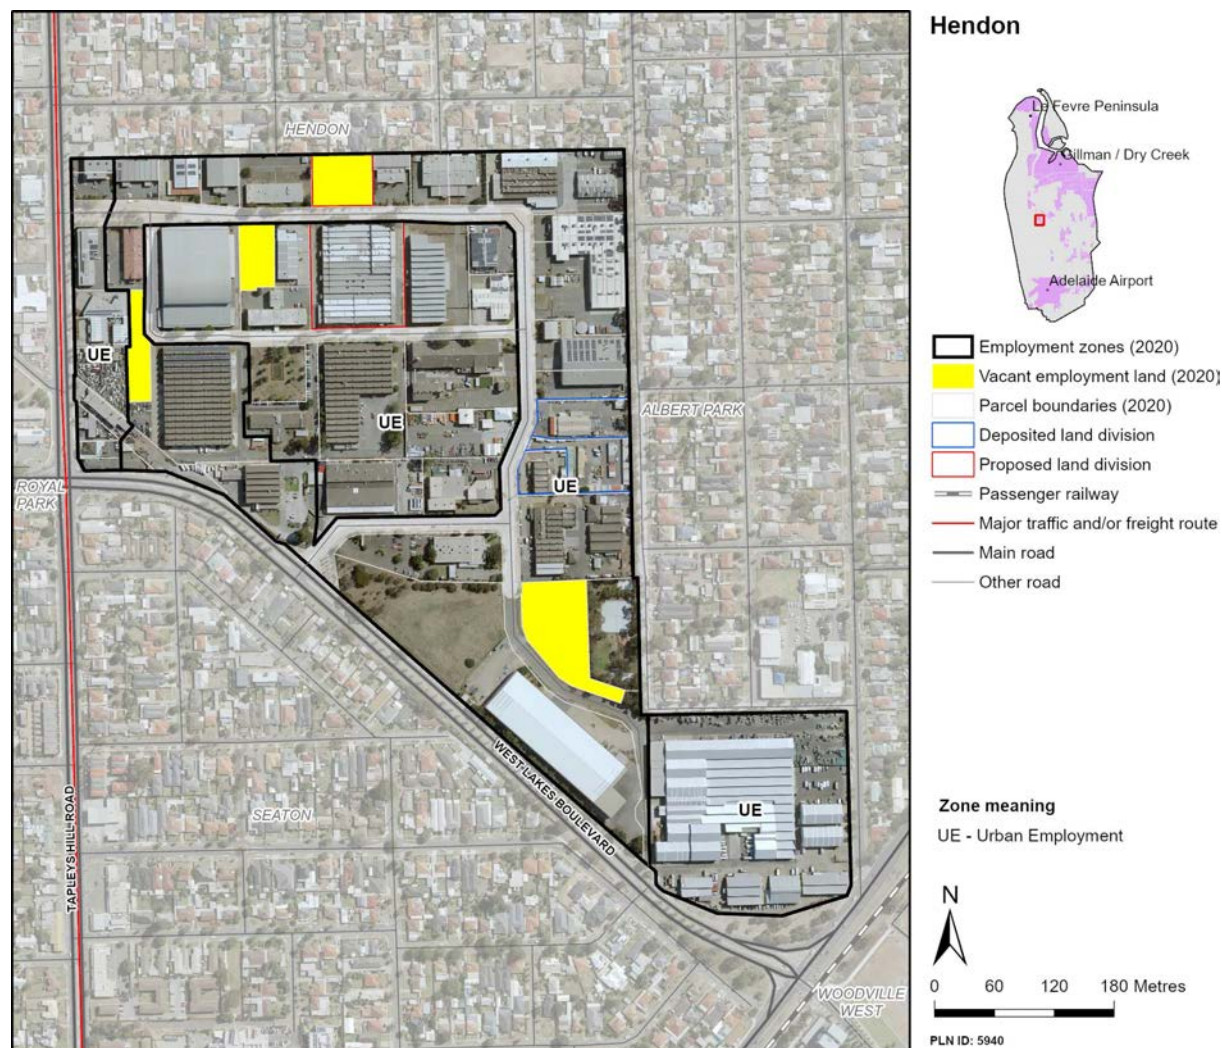 Hendon
Le Fevre Peninsula
Gillman / Dry Creek
Adelaide Airport
Employment zones (2020)
Vacant employment land (2020)
Parcel boundaries (2020)
Deposited land division
Proposed land division
Passenger railway
Major traffic and/or freight route
Main road
Other road
Zone meaning
UE - Urban Employment
N
0 60 120 180 Metres
PLN ID: 5940
HENDON
UE
ALBERT PARK
UE
UE
ROYAL
PARK
WEST LAKES BOULEVARD
UE
SEATON
TAPLEYS HILL ROAD
WOODVILLE
WEST